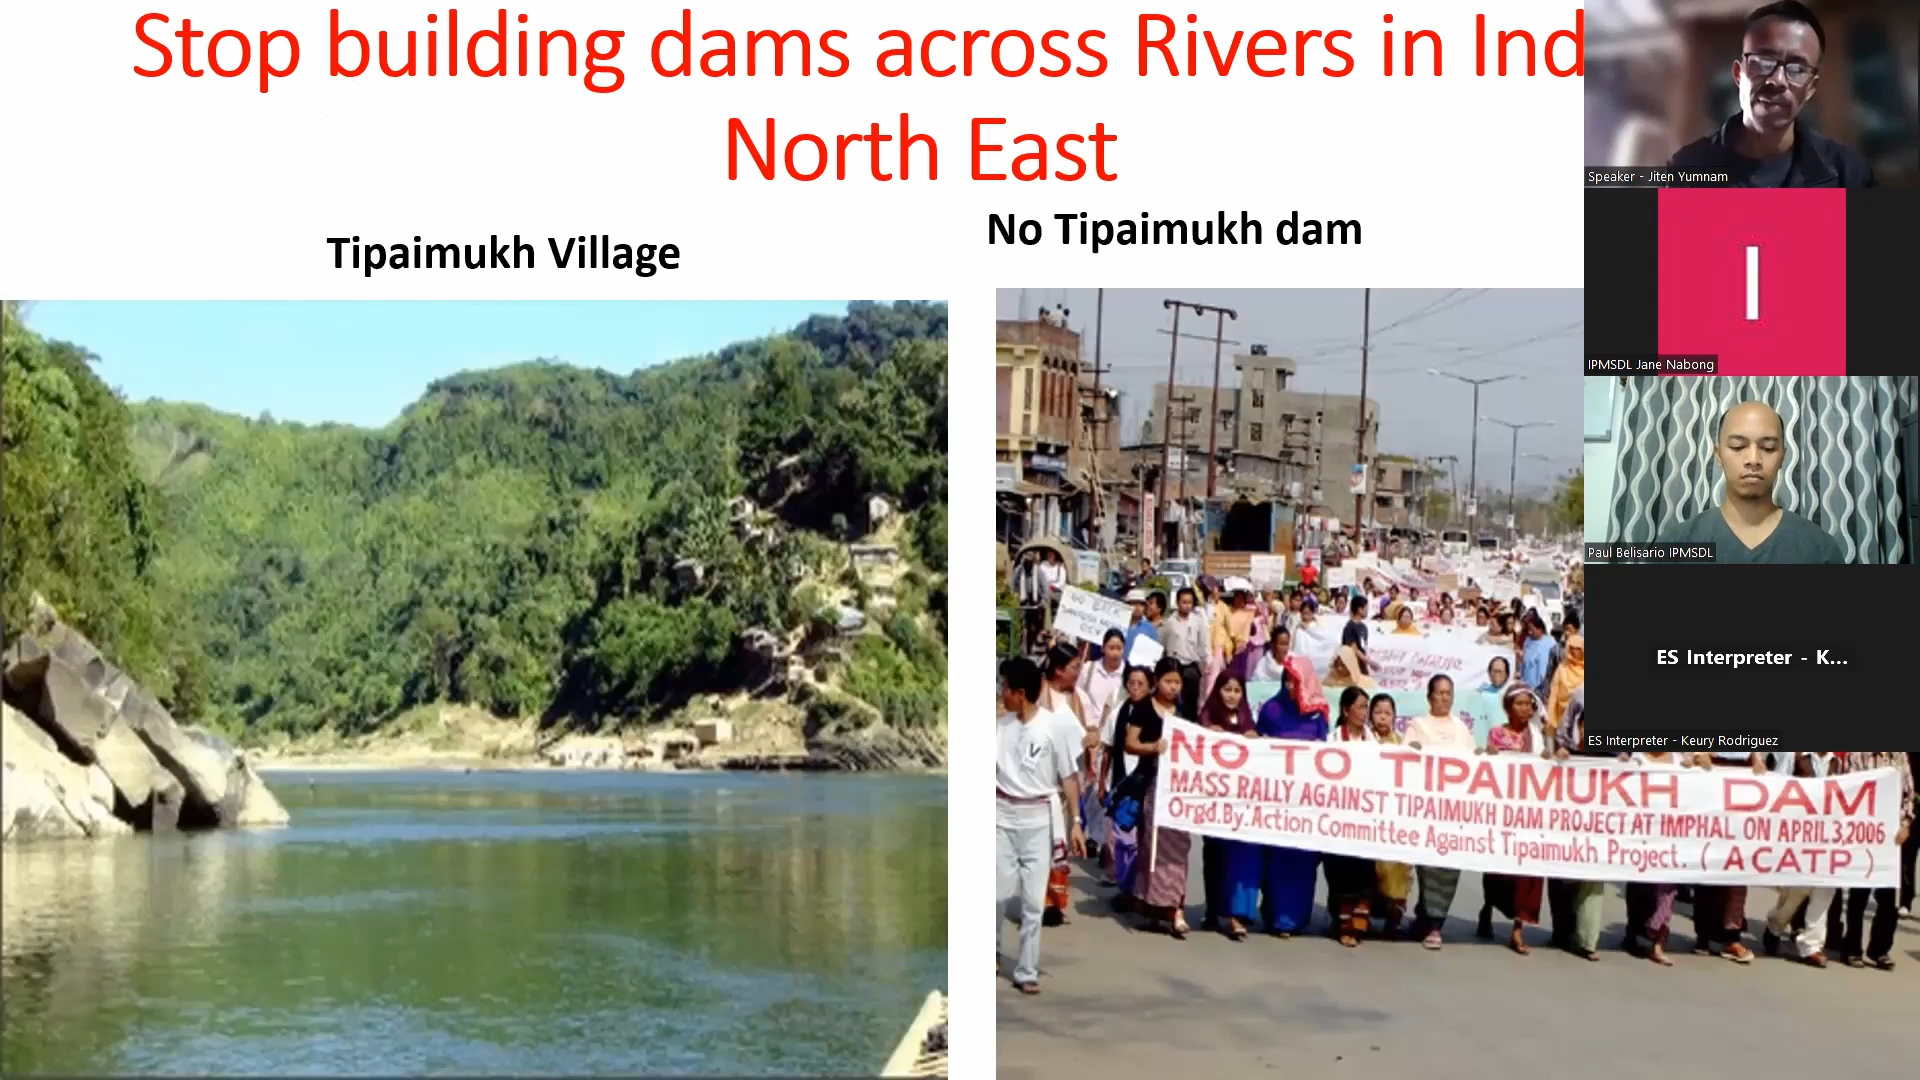 Stop building dams across Rivers in Ind
North East
Tipaimukh Village
No Tipaimukh dam
NO TO TIPAIMUKH DAM
MASS RALLY AGAINST TIPAIMUKH DAM PROJECT AT IMPHAL ON APRIL 3, 2006
Orgd. By. Action Committee Against Tipaimukh Project. ( ACATP )
Speaker - Jiten Yumnam
I
IPMSDL Jane Nabong
Paul Belisario IPMSDL
ES Interpreter - K...
ES Interpreter - Keury Rodriguez